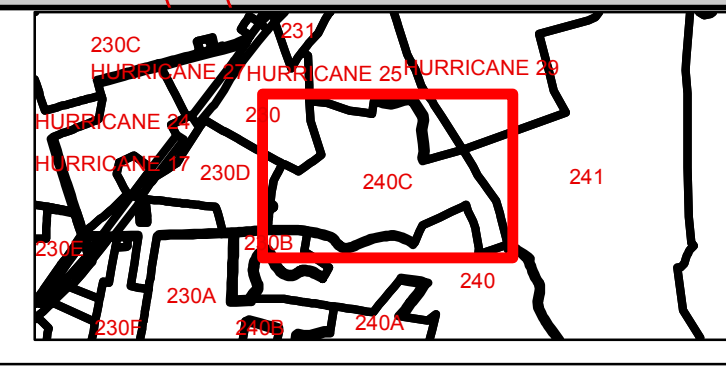 231
230C
HURRICANE 27
HURRICANE 25
HURRICANE 29
HURRICANE 24
HURRICANE 17
230D
240C
241
230B
230E
240
230A
240A
230F
240B